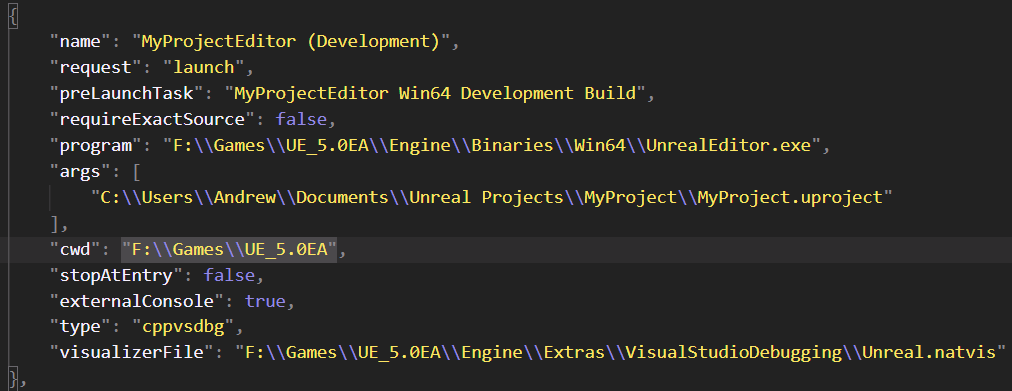 {
"name": "MyProjectEditor (Development)",
"request": "launch",
"preLaunchTask": "MyProjectEditor Win64 Development Build",
"requireExactSource": false,
"program": "F:\\Games\\UE_5.0EA\\Engine\\Binaries\\Win64\\UnrealEditor.exe",
"args": [
"C:\\Users\\Andrew\\Documents\\Unreal Projects\\MyProject\\MyProject.uproject"
],
"cwd": "F:\\Games\\UE_5.0EA",
"stopAtEntry": false,
"externalConsole": true,
"type": "cppvsdbg",
"visualizerFile": "F:\\Games\\UE_5.0EA\\Engine\\Extras\\VisualStudioDebugging\\Unreal.natvis"
},